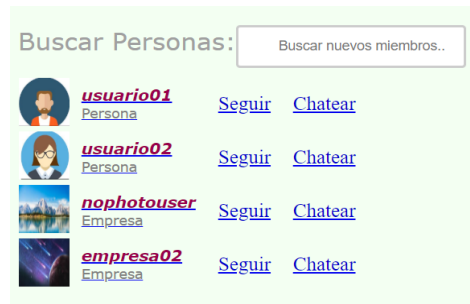 Buscar Personas: Buscar nuevos miembros..
usuario01 Seguir Chatear
Persona
usuario02 Seguir Chatear
Persona
nophotouser Seguir Chatear
Empresa
empresa02 Seguir Chatear
Empresa